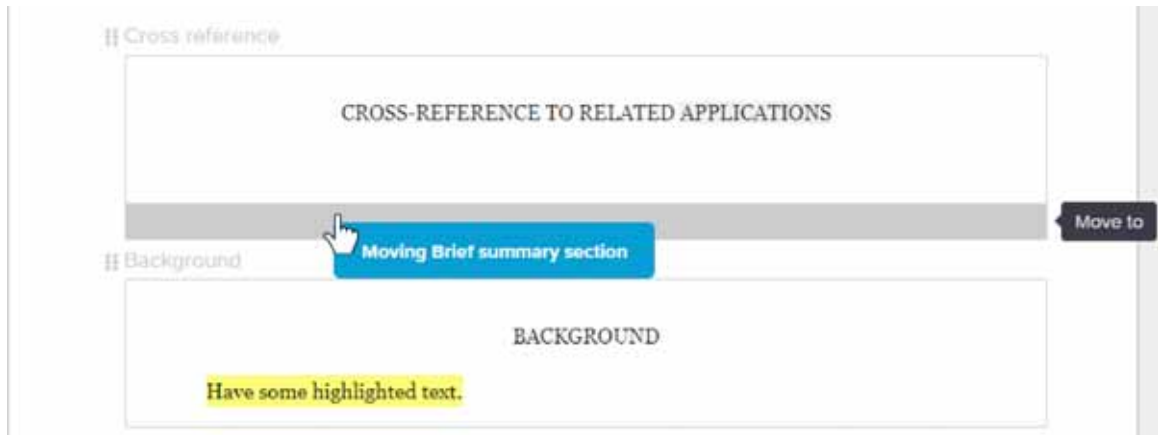 Cross reference
CROSS-REFERENCE TO RELATED APPLICATIONS
Move to
Moving Brief summary section
Background
BACKGROUND
Have some highlighted text.